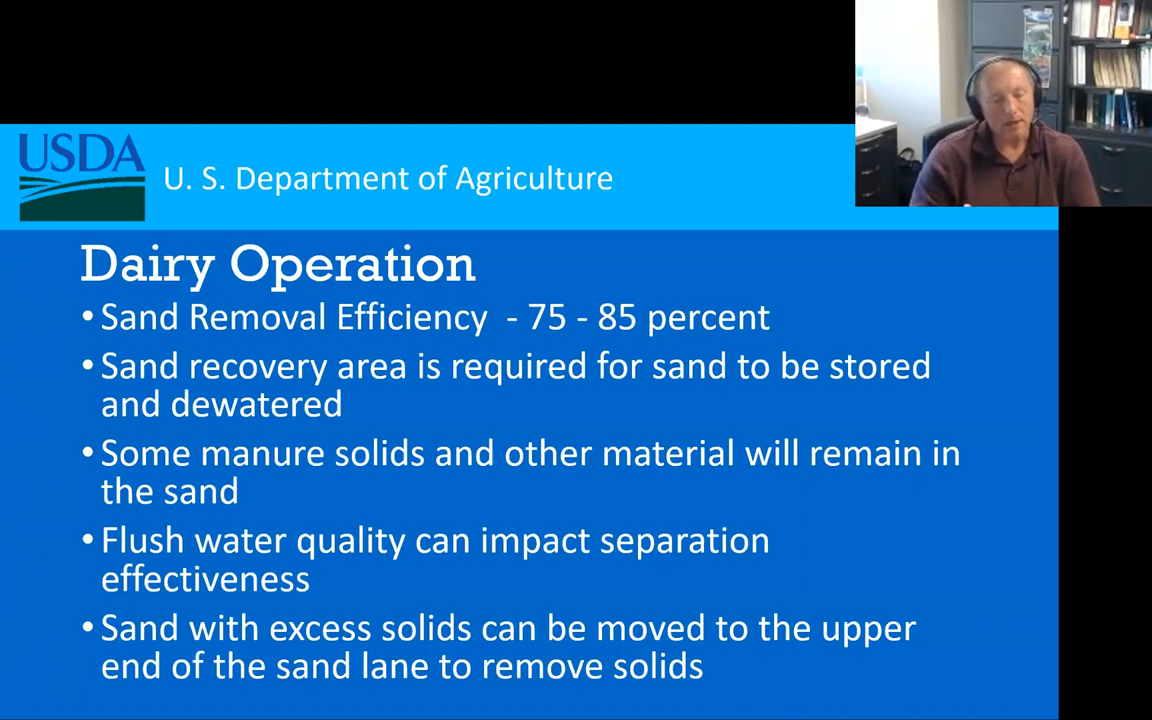 USDA
U. S. Department of Agriculture
Dairy Operation
• Sand Removal Efficiency - 75 - 85 percent
• Sand recovery area is required for sand to be stored
and dewatered
• Some manure solids and other material will remain in
the sand
• Flush water quality can impact separation
effectiveness
• Sand with excess solids can be moved to the upper
end of the sand lane to remove solids